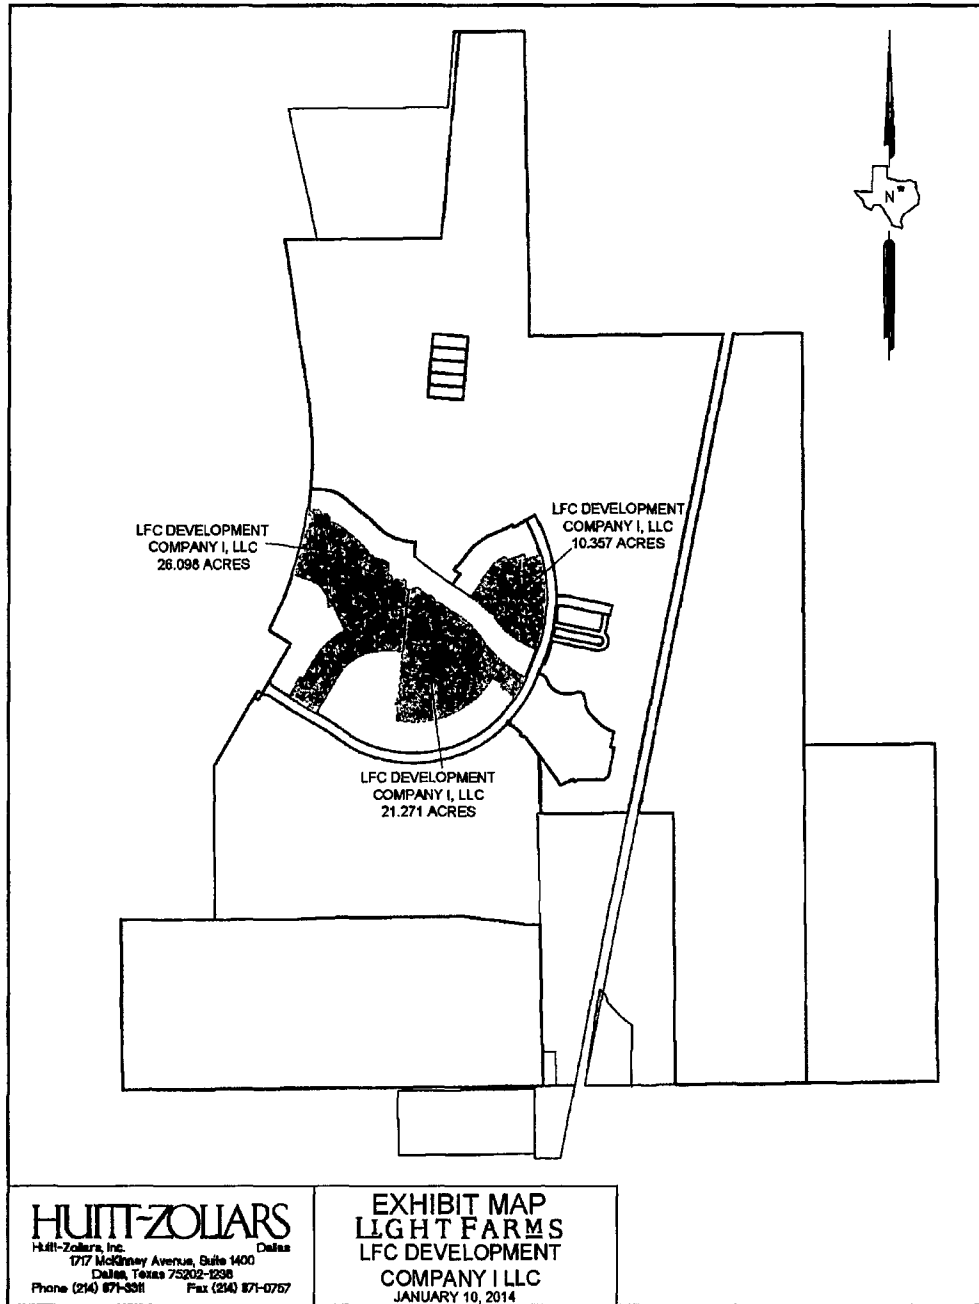 N
LFC DEVELOPMENT
COMPANY I, LLC
10.357 ACRES
LFC DEVELOPMENT
COMPANY I, LLC
26.098 ACRES
LFC DEVELOPMENT
COMPANY I, LLC
21.271 ACRES
HUITT-ZOLLARS
Huitt-Zollars, Inc. Dallas
1717 McKinney Avenue, Suite 1400
Dallas, Texas 75202-1236
Phone (214) 871-3311 Fax (214) 871-0757
EXHIBIT MAP
LIGHT FARMS
LFC DEVELOPMENT
COMPANY I LLC
JANUARY 10, 2014